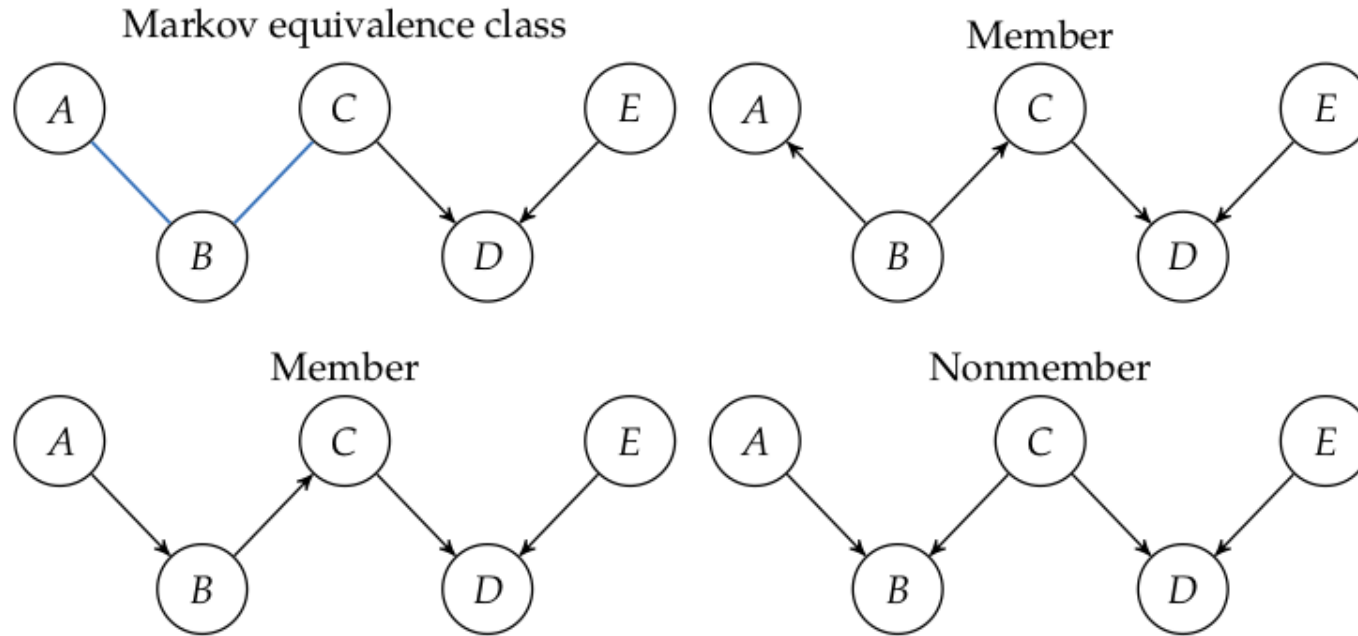 Markov equivalence class
A C E
B D
Member
A C E
B D
Member
A C E
B D
Nonmember
A C E
B D